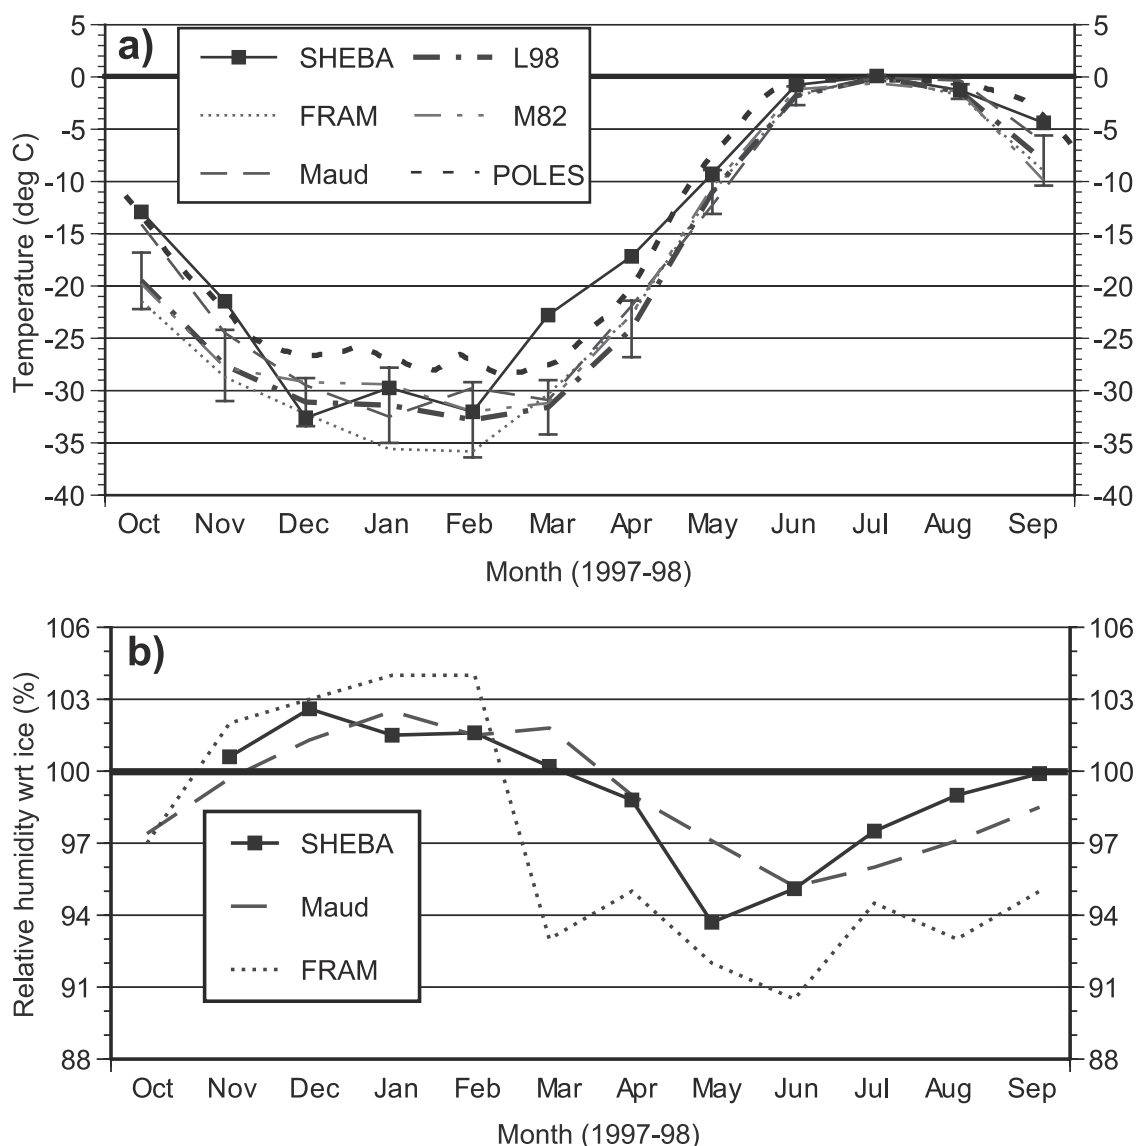 a)
SHEBA L98
FRAM M82
Maud POLES
5 5
0 0
-5 -5
-10 -10
-15 -15
-20 -20
-25 -25
-30 -30
-35 -35
-40 -40
Temperature (deg C)
Oct Nov Dec Jan Feb Mar Apr May Jun Jul Aug Sep
Month (1997-98)
b)
106 106
103 103
100 100
97 97
94 94
91 91
88 88
Relative humidity wrt ice (%)
SHEBA
Maud
FRAM
Oct Nov Dec Jan Feb Mar Apr May Jun Jul Aug Sep
Month (1997-98)